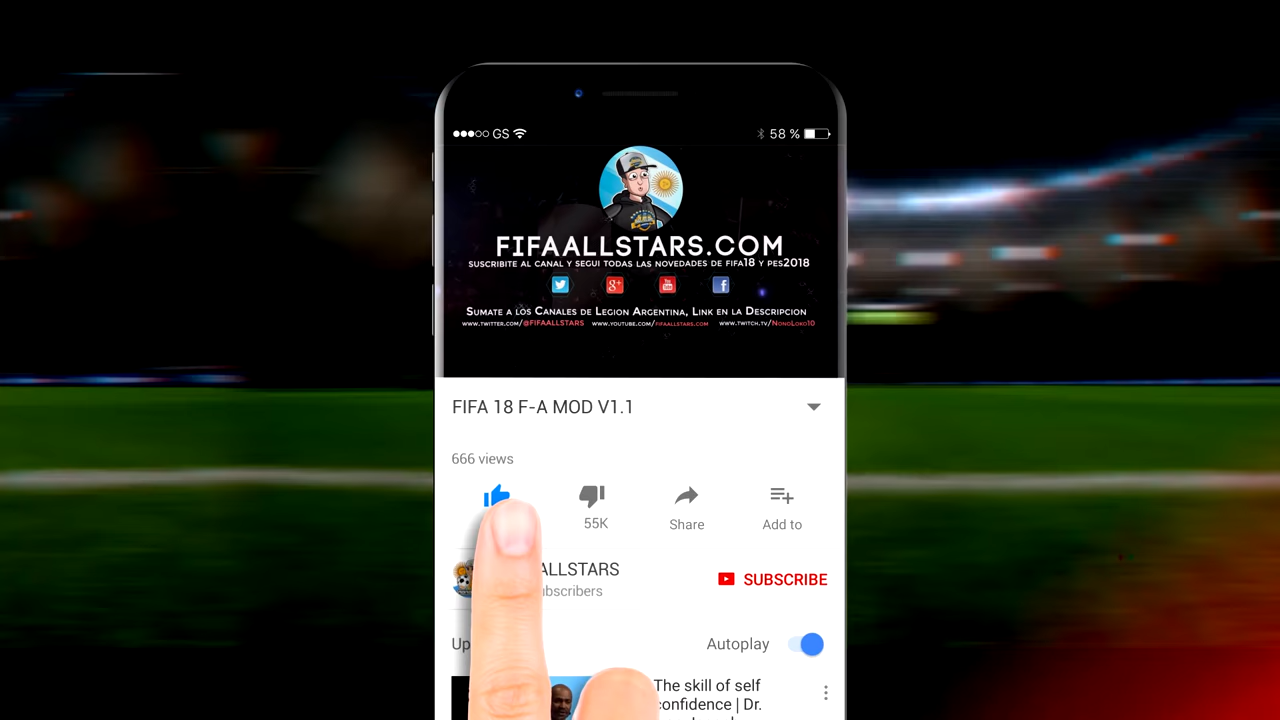 GS 58 %
FIFAALLSTARS.COM
SUSCRIBITE AL CANAL Y SEGUI TODAS LAS NOVEDADES DE FIFA18 Y PES2018
SUMATE A LOS CANALES DE LEGION ARGENTINA, LINK EN LA DESCRIPCION
WWW.TWITTER.COM/@FIFAALLSTARS WWW.YOUTUBE.COM/FIFAALLSTARS.COM WWW.TWITCH.TV/NONOLOKO10
FIFA 18 F-A MOD V1.1
666 views
55K Share Add to
ALLSTARS
SUBSCRIBE
Autoplay
The skill of self
confidence | Dr.